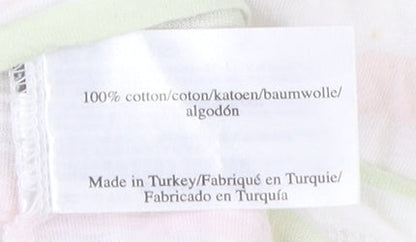 100% cotton/coton/katoen/baumwolle/
algodón
Made in Turkey/Fabriqué en Turquie/
Fabricado en Turquía